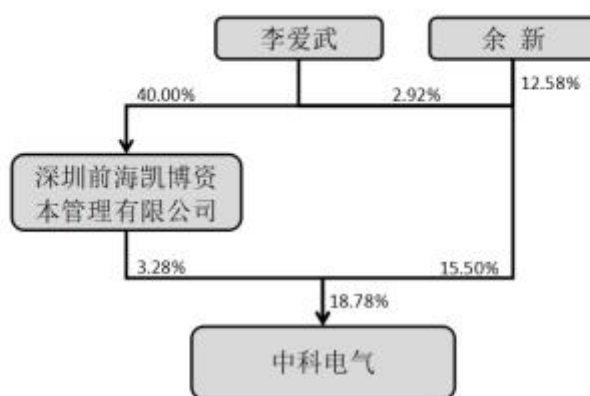 李爱武
余 新
12.58%
40.00%
2.92%
深圳前海凯博资
本管理有限公司
3.28%
15.50%
18.78%
中科电气